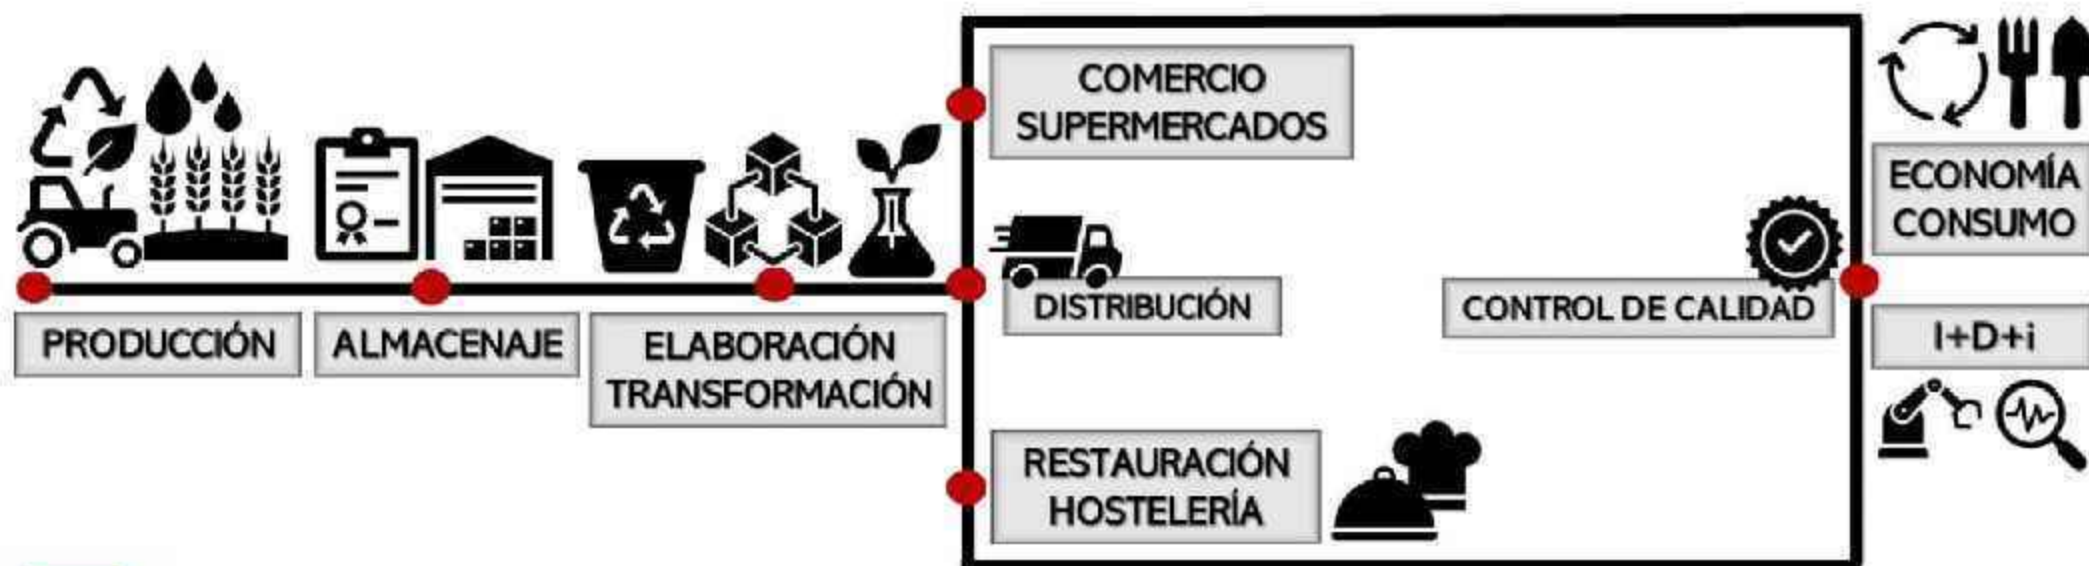 PRODUCCIÓN
ALMACENAJE
ELABORACIÓN
TRANSFORMACIÓN
COMERCIO
SUPERMERCADOS
DISTRIBUCIÓN
RESTAURACIÓN
HOSTELERÍA
CONTROL DE CALIDAD
ECONOMÍA
CONSUMO
I+D+i